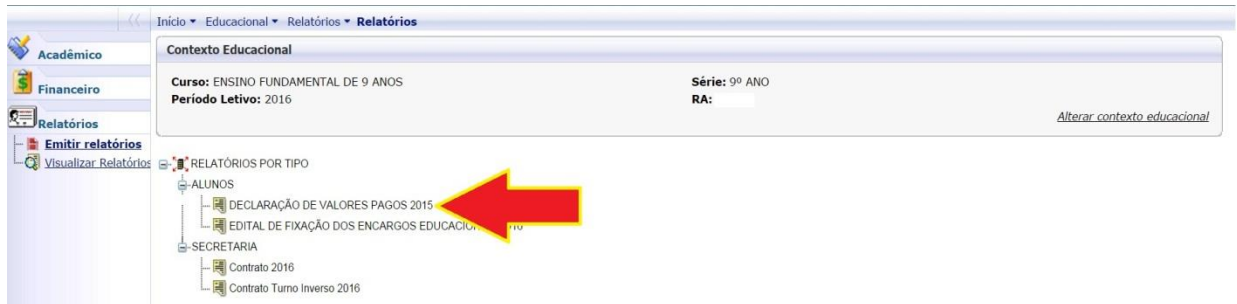 Início Educacional Relatórios Relatórios
Acadêmico
Financeiro
Relatórios
Emitir relatórios
Visualizar Relatórios
Contexto Educacional
Curso: ENSINO FUNDAMENTAL DE 9 ANOS
Série: 9º ANO
Período Letivo: 2016
RA:
Alterar contexto educacional
RELATÓRIOS POR TIPO
ALUNOS
DECLARAÇÃO DE VALORES PAGOS 2015
EDITAL DE FIXAÇÃO DOS ENCARGOS
SECRETARIA
Contrato 2016
Contrato Turno Inverso 2016